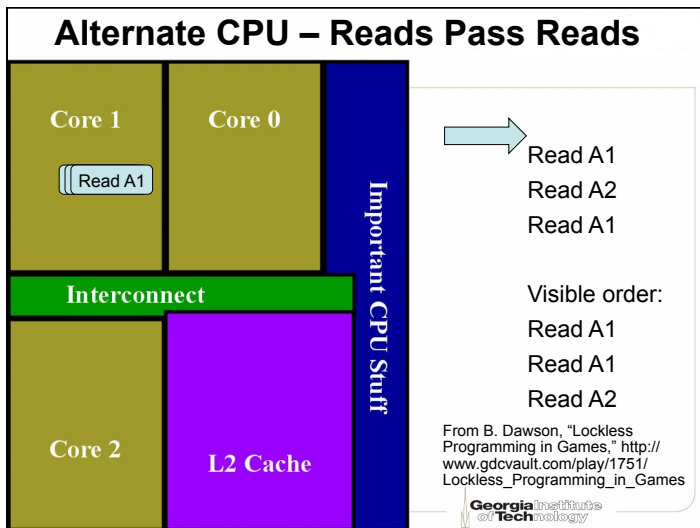 Alternate CPU – Reads Pass Reads
Core 1
Core 0
Read A1
Important CPU Stuff
Interconnect
Core 2
L2 Cache
Read A1
Read A2
Read A1
Visible order:
Read A1
Read A1
Read A2
From B. Dawson, “Lockless
Programming in Games,” http://
www.gdcvault.com/play/1751/
Lockless_Programming_in_Games
Georgia Institute
of Technology